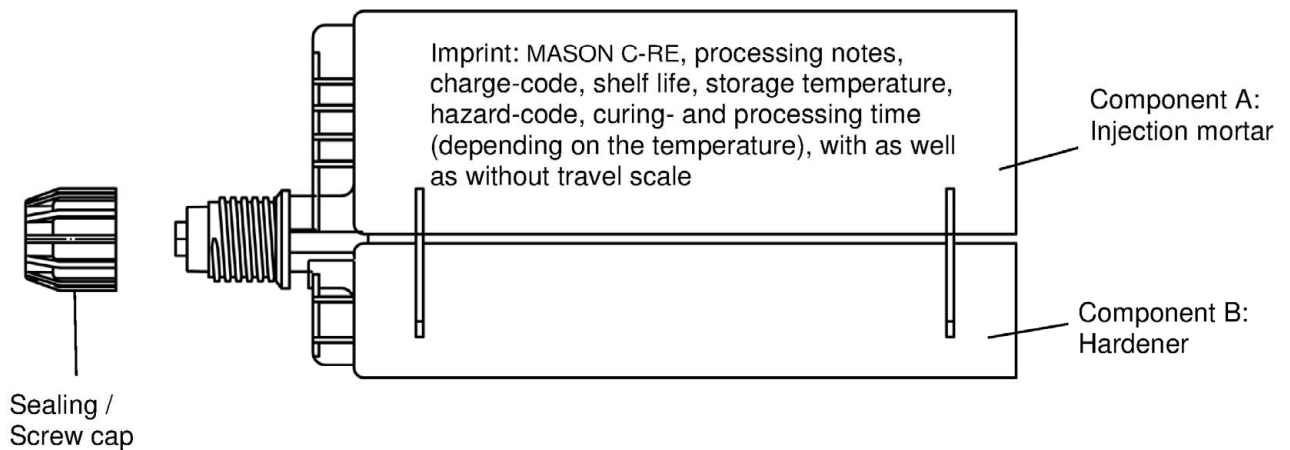 Imprint: MASON C-RE, processing notes,
charge-code, shelf life, storage temperature,
hazard-code, curing- and processing time
(depending on the temperature), with as well
as without travel scale
Component A:
Injection mortar
Component B:
Hardener
Sealing /
Screw cap